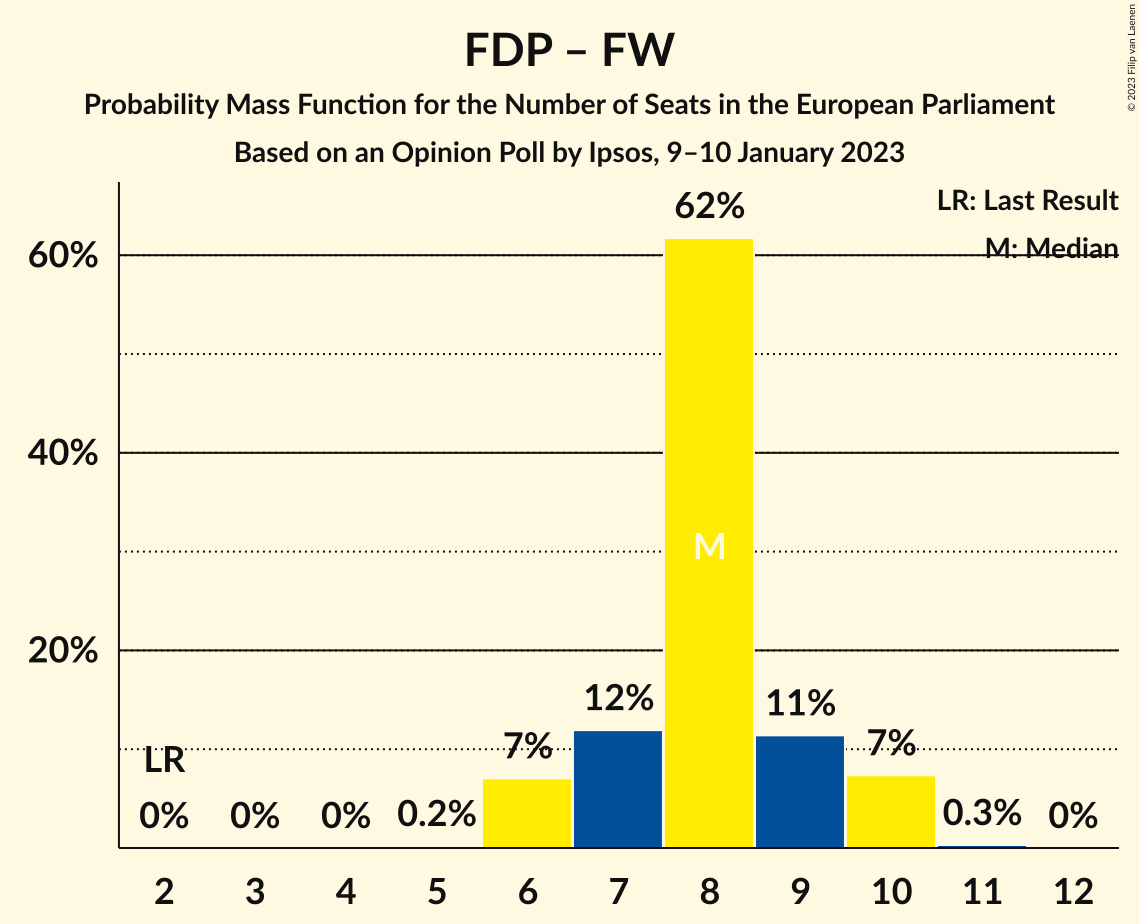 FDP – FW
Probability Mass Function for the Number of Seats in the European Parliament
Based on an Opinion Poll by Ipsos, 9–10 January 2023
© 2023 Filip van Laenen
LR: Last Result
M: Median
60%
40%
20%
LR
0%
0%
0%
0.2%
7%
12%
62%
M
11%
7%
0.3%
0%
2 3 4 5 6 7 8 9 10 11 12